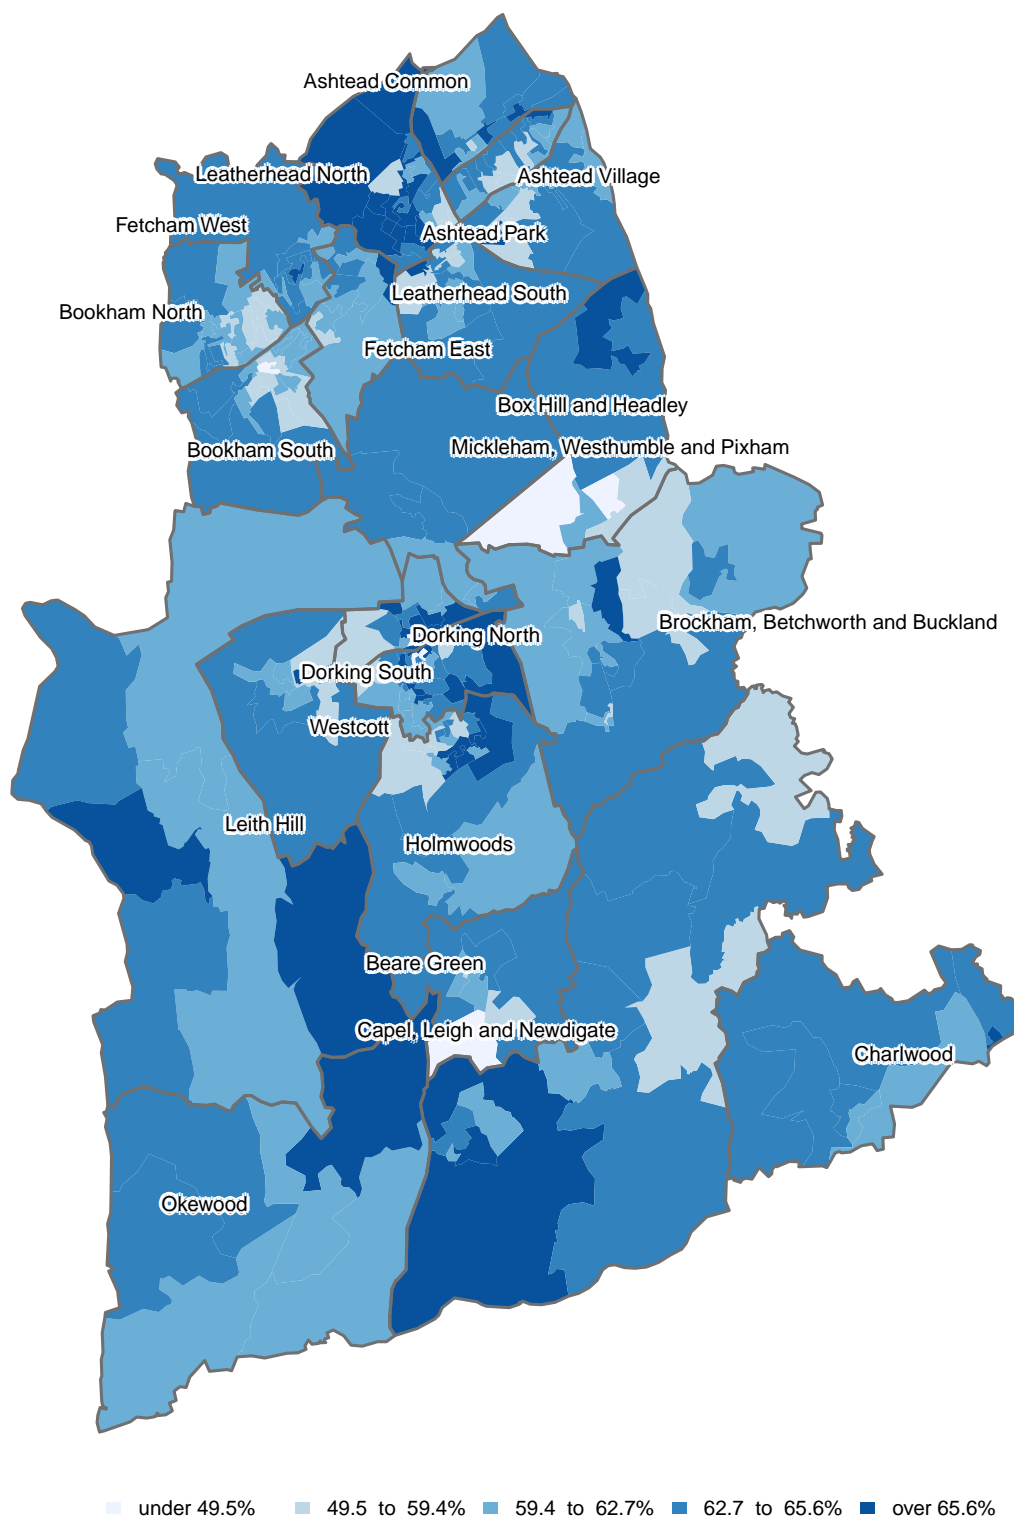 Ashtead Common
Leatherhead North
Ashtead Village
Fetcham West
Ashtead Park
Leatherhead South
Bookham North
Fetcham East
Box Hill and Headley
Bookham South
Mickleham, Westhumble and Pixham
Brockham, Betchworth and Buckland
Dorking North
Dorking South
Westcott
Leith Hill
Holmwoods
Beare Green
Capel, Leigh and Newdigate
Charlwood
Okewood
under 49.5% 49.5 to 59.4% 59.4 to 62.7% 62.7 to 65.6% over 65.6%